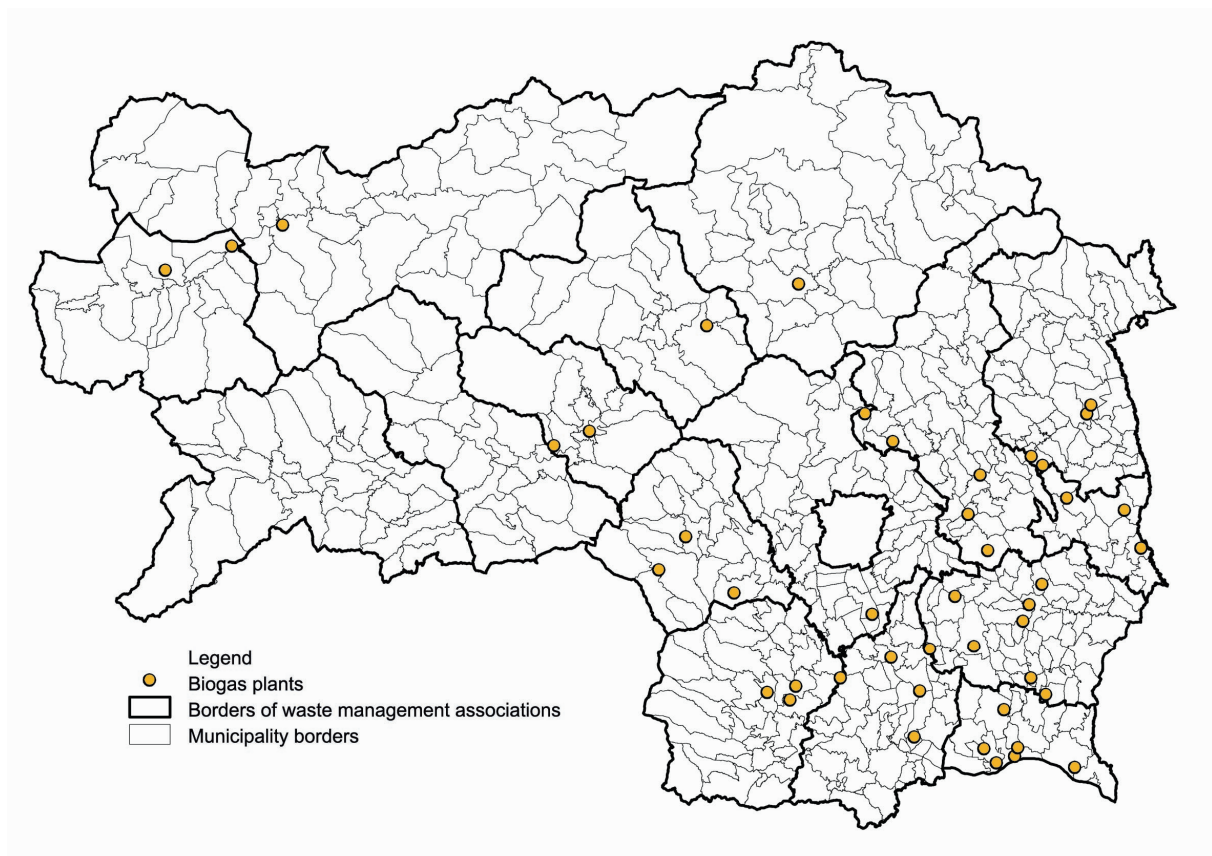 Legend
Biogas plants
Borders of waste management associations
Municipality borders